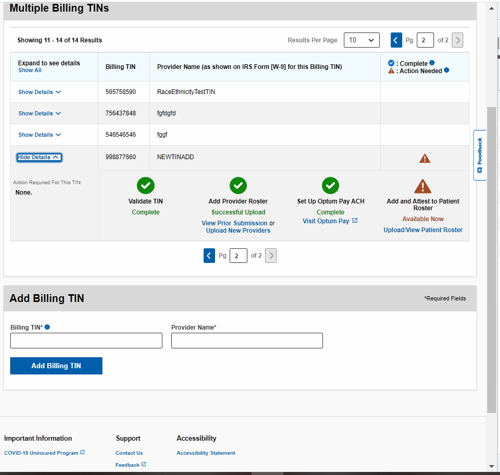 Multiple Billing TINs
Showing 11 - 14 of 14 Results
Results Per Page 10 Pg 2 of 2
Expand to see details
Show All
Billing TIN
Provider Name (as shown on IRS Form [W-9] for this Billing TIN)
: Complete
: Action Needed
Show Details 565758590 RaceEthnicityTestTIN
Show Details 756437848 fgfdgfd
Show Details 546546546 fggf
Hide Details 998877660 NEWTINADD
Action Required For This TIN:
None.
Validate TIN
Complete
Add Provider Roster
Successful Upload
View Prior Submission or
Upload New Providers
Set Up Optum Pay ACH
Complete
Visit Optum Pay
Add and Attest to Patient
Roster
Available Now
Upload/View Patient Roster
Pg 2 of 2
Feedback
Add Billing TIN
*Required Fields
Billing TIN*
Provider Name*
Add Billing TIN
Important Information
COVID-19 Uninsured Program
Support
Contact Us
Feedback
Accessibility
Accessibility Statement